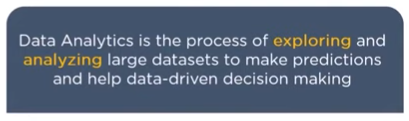 Data Analytics is the process of exploring and
analyzing large datasets to make predictions
and help data-driven decision making